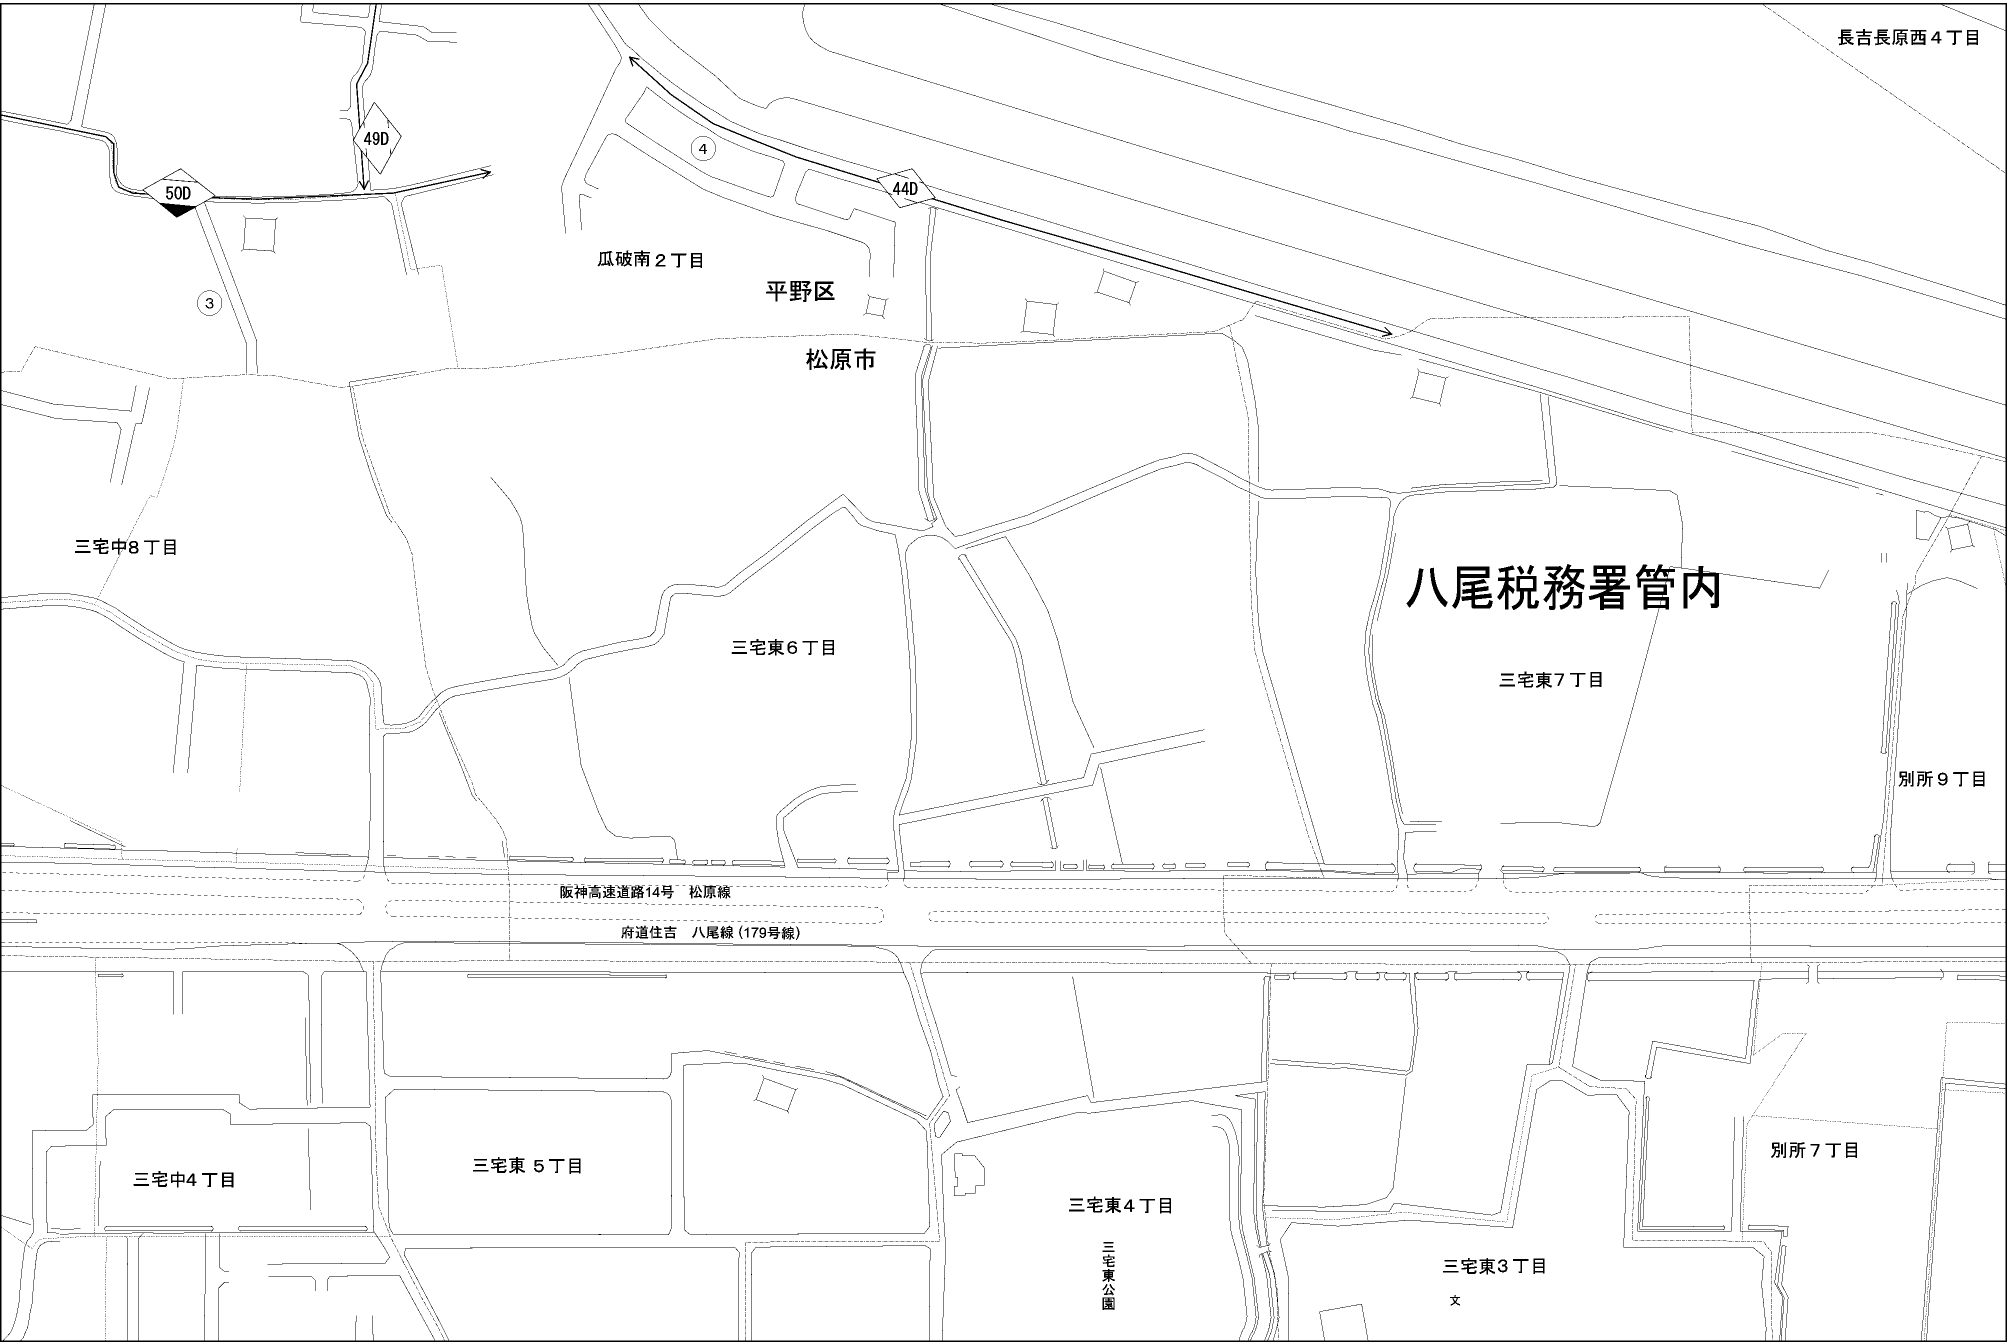 長吉長原西４丁目
49D
④
50D
44D
瓜破南２丁目
平野区
③
松原市
三宅中８丁目
八尾税務署管内
三宅東６丁目
三宅東７丁目
別所９丁目
阪神高速道路14号　松原線
府道住吉　八尾線（179号線）
別所７丁目
三宅東 ５丁目
三宅中４丁目
三宅東４丁目
三宅東公園
三宅東３丁目
文